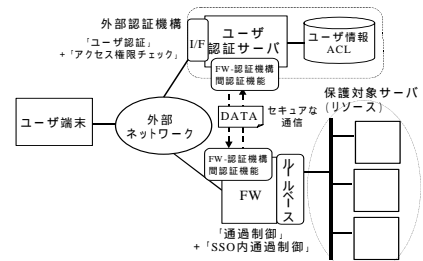 外部認証機構
「ユーザ認証」
+「アクセス権限チェック」
I/F
ユーザ
認証サーバ
ユーザ情報
ACL
FW-認証機構
間認証機能
保護対象サーバ
(リソース)
ユーザ端末
外部
ネットワーク
DATA
セキュアな
通信
FW-認証機構
間認証機能
FW
ルールベース
「通過制御」
+「SSO内通過制御」